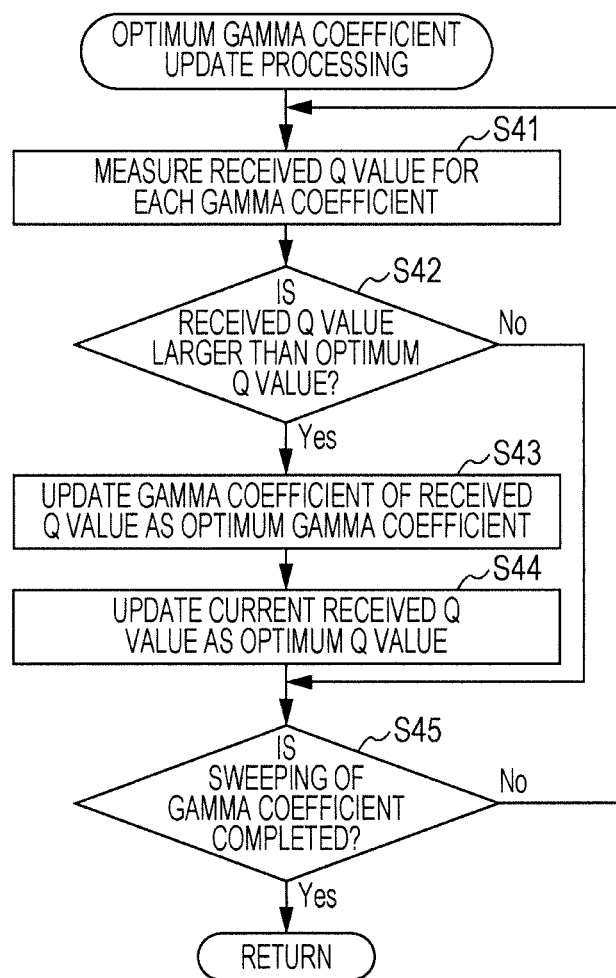 OPTIMUM GAMMA COEFFICIENT
UPDATE PROCESSING
S41
MEASURE RECEIVED Q VALUE FOR
EACH GAMMA COEFFICIENT
S42
IS
RECEIVED Q VALUE
LARGER THAN OPTIMUM
Q VALUE?
No
Yes
S43
UPDATE GAMMA COEFFICIENT OF RECEIVED
Q VALUE AS OPTIMUM GAMMA COEFFICIENT
S44
UPDATE CURRENT RECEIVED Q
VALUE AS OPTIMUM Q VALUE
S45
IS
SWEEPING OF
GAMMA COEFFICIENT
COMPLETED?
No
Yes
RETURN